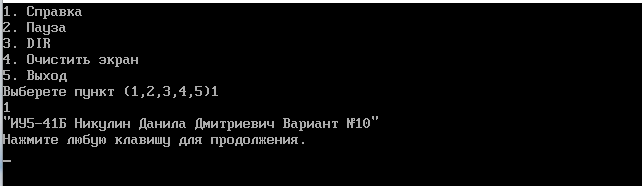 1. Справка
2. Пауза
3. DIR
4. Очистить экран
5. Выход
Выберете пункт (1,2,3,4,5)1
1
"ИУ5-41Б Никулин Данила Дмитриевич Вариант №10"
Нажмите любую клавишу для продолжения.